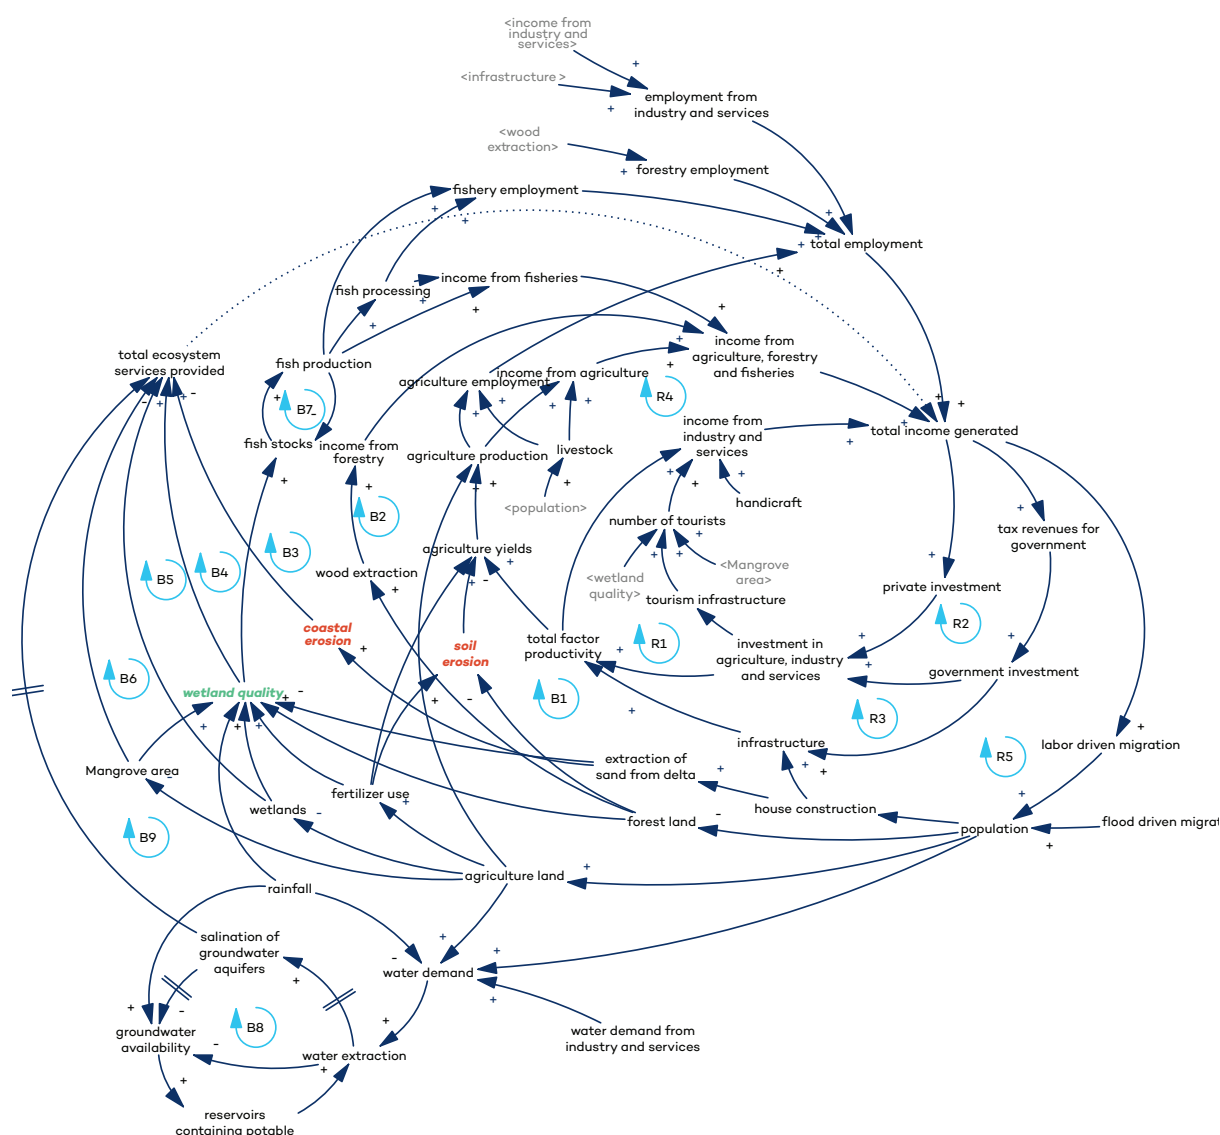 <income from
industry and
services>
+
<infrastructure >
+
employment from
industry and services
<wood
extraction>
+
forestry employment
fishery employment
+
+
+
+
+
total employment
+
income from fisheries
fish processing
+
+
+
+
+
income from
agriculture, forestry
and fisheries
+
total ecosystem
services provided
fish production
income from agriculture
agriculture employment
R4
-
+
+
-
+
B7
-
+
+
+
+
+
+
+
income from
industry and
services
+
total income generated
fish stocks
income from
forestry
agriculture production
livestock
+
+
+
+
+
+
+
<population>
handicraft
B2
number of tourists
+
+
tax revenues for
government
B3
agriculture yields
+
+
+
+
B5
B4
wood extraction
+
+
-
<wetland
quality>
<Mangrove
area>
private investment
tourism infrastructure
coastal
erosion
+
soil
erosion
total factor
productivity
+
R1
R2
+
+
investment in
agriculture, industry
and services
+
government investment
B6
wetland quality
+
-
+
-
B1
+
R3
+
+
+
+
labor driven migration
infrastructure
R5
Mangrove area
-
extraction of
sand from delta
+
+
+
fertilizer use
+
+
wetlands
-
house construction
forest land
-
population
flood driven migrat
+
B9
agriculture land
+
rainfall
salination of
groundwater
aquifers
+
+
-
water demand
+
+
+
-
B8
+
groundwater
availability
-
water extraction
+
water demand from
industry and services
+
reservoirs
containing potable